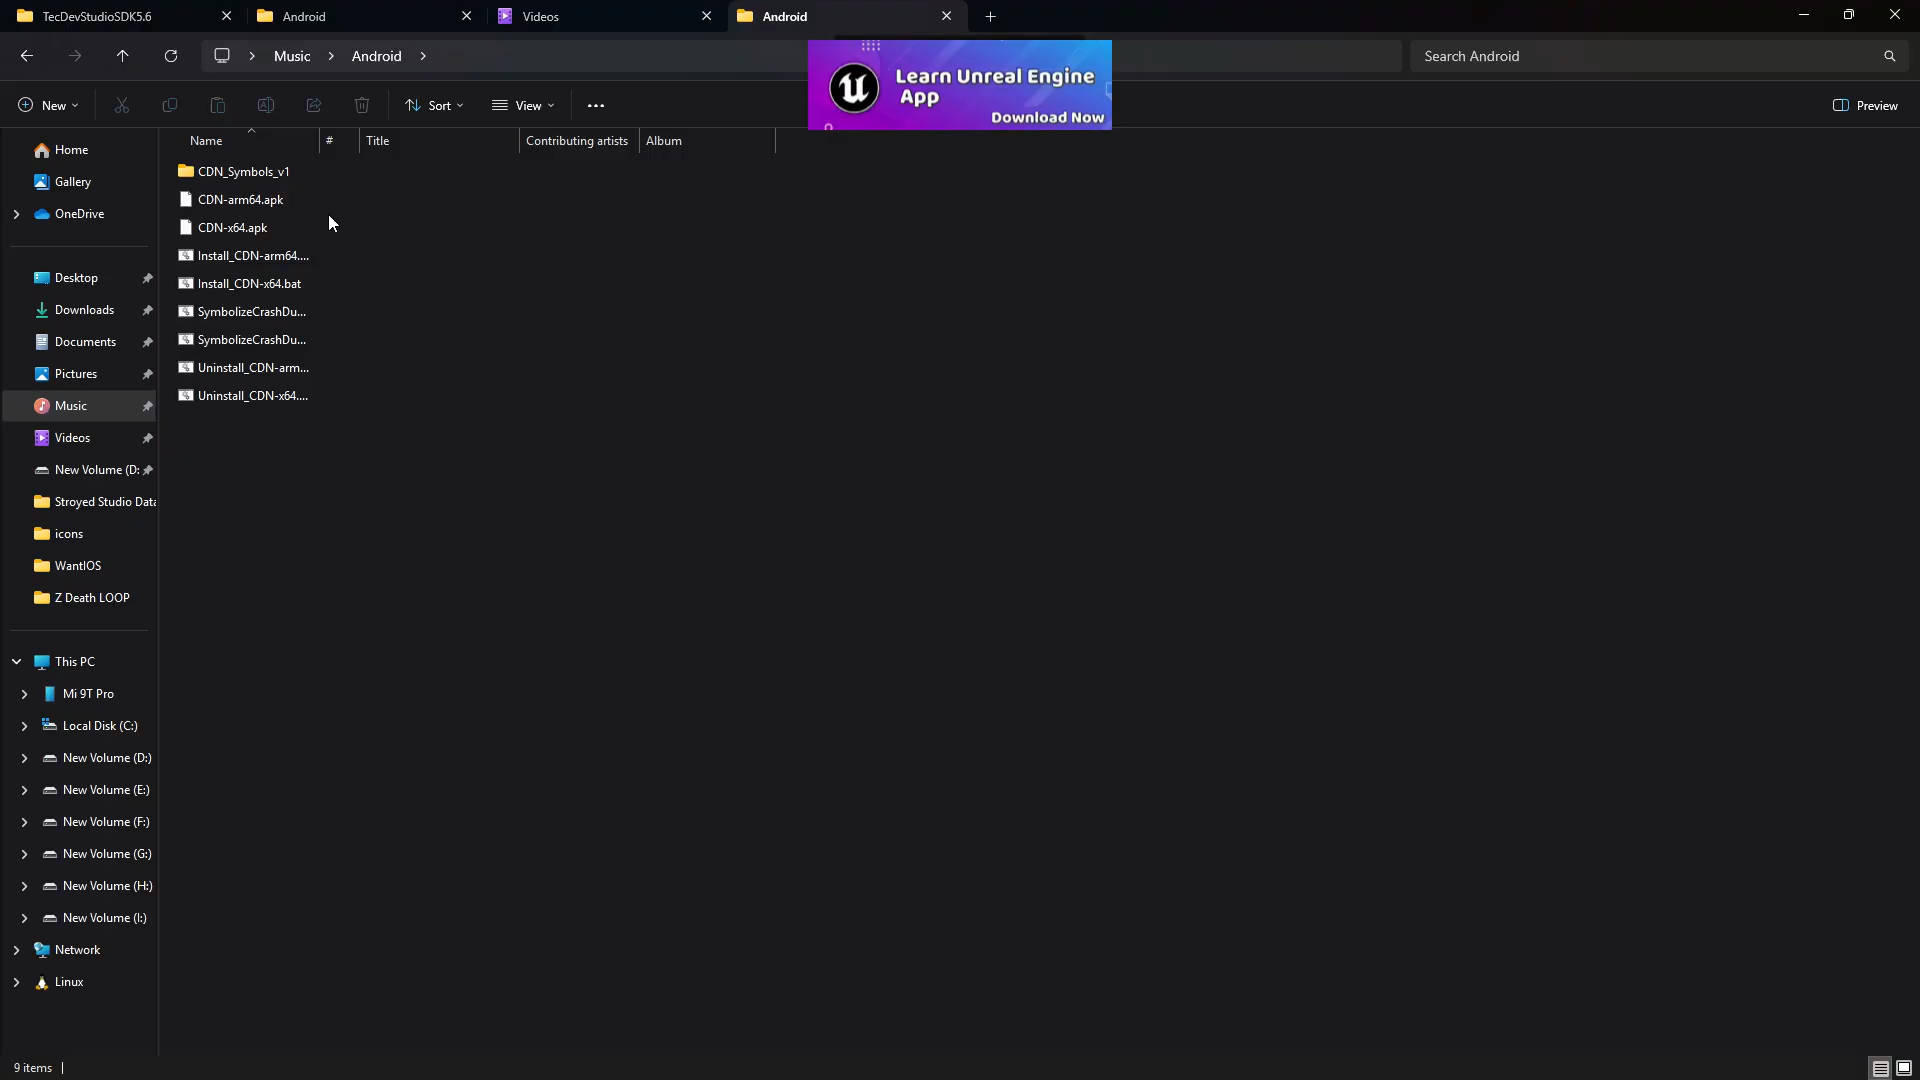 TecDevStudioSDK5.6
Android
Videos
Android
Music
Android
Search Android
Learn Unreal Engine
App
Download Now
New
Sort
View
Preview
Name
#
Title
Contributing artists
Album
Home
Gallery
OneDrive
Desktop
Downloads
Documents
Pictures
Music
Videos
New Volume (D:
Stroyed Studio Data
icons
WantIOS
Z Death LOOP
This PC
Mi 9T Pro
Local Disk (C:)
New Volume (D:)
New Volume (E:)
New Volume (F:)
New Volume (G:)
New Volume (H:)
New Volume (I:)
Network
Linux
CDN_Symbols_v1
CDN-arm64.apk
CDN-x64.apk
Install_CDN-arm64....
Install_CDN-x64.bat
SymbolizeCrashDu...
SymbolizeCrashDu...
Uninstall_CDN-arm...
Uninstall_CDN-x64....
9 items